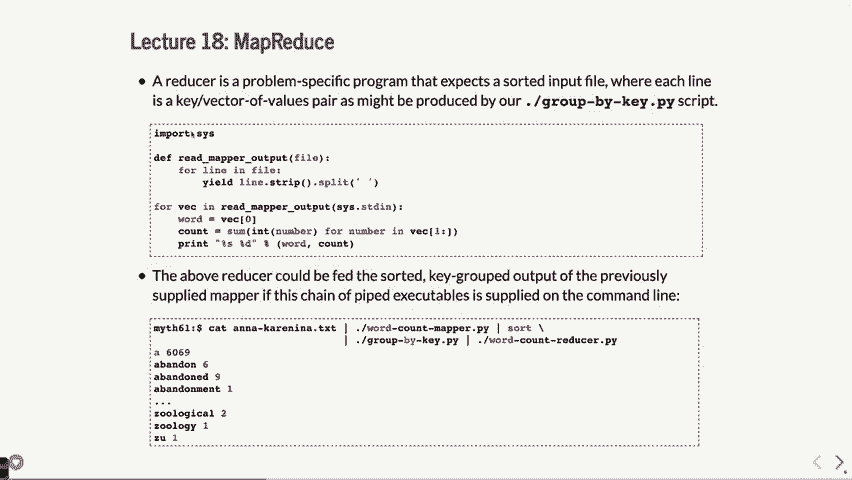 Lecture 18: MapReduce
• A reducer is a problem-specific program that expects a sorted input file, where each line
is a key/vector-of-values pair as might be produced by our ./group-by-key.py script.
import sys
def read_mapper_output(file):
    for line in file:
        yield line.strip().split(' ')
for vec in read_mapper_output(sys.stdin):
    word = vec[0]
    count = sum(int(number) for number in vec[1:])
    print "%s %d" % (word, count)
• The above reducer could be fed the sorted, key-grouped output of the previously
supplied mapper if this chain of piped executables is supplied on the command line:
myth61:$ cat anna-karenina.txt | ./word-count-mapper.py | sort \
| ./group-by-key.py | ./word-count-reducer.py
a 6069
abandon 6
abandoned 9
abandonment 1
...
zoological 2
zoology 1
zu 1